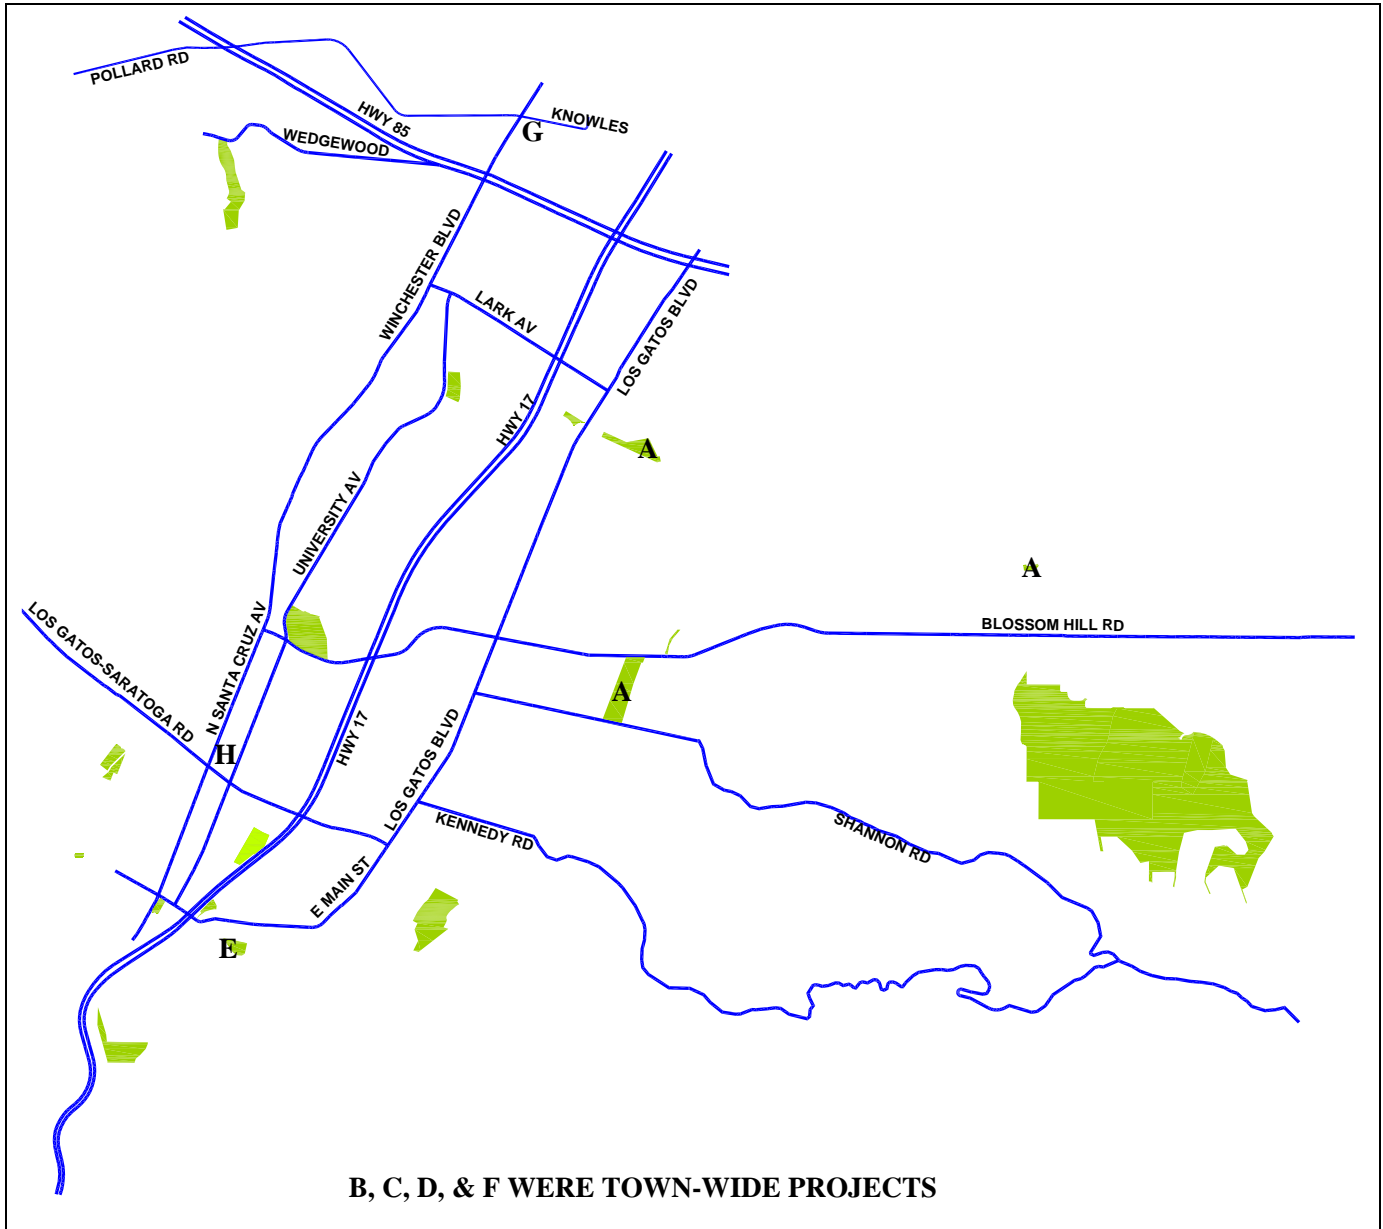 POLLARD RD
HWY 85
KNOWLES
G
WEDGEWOOD
WINCHESTER BLVD
LARK AV
LOS GATOS BLVD
HWY 17
A
UNIVERSITY AV
A
LOS GATOS-SARATOGA RD
N SANTA CRUZ AV
BLOSSOM HILL RD
A
H
HWY 17
LOS GATOS BLVD
KENNEDY RD
SHANNON RD
E MAIN ST
E
B, C, D, & F WERE TOWN-WIDE PROJECTS